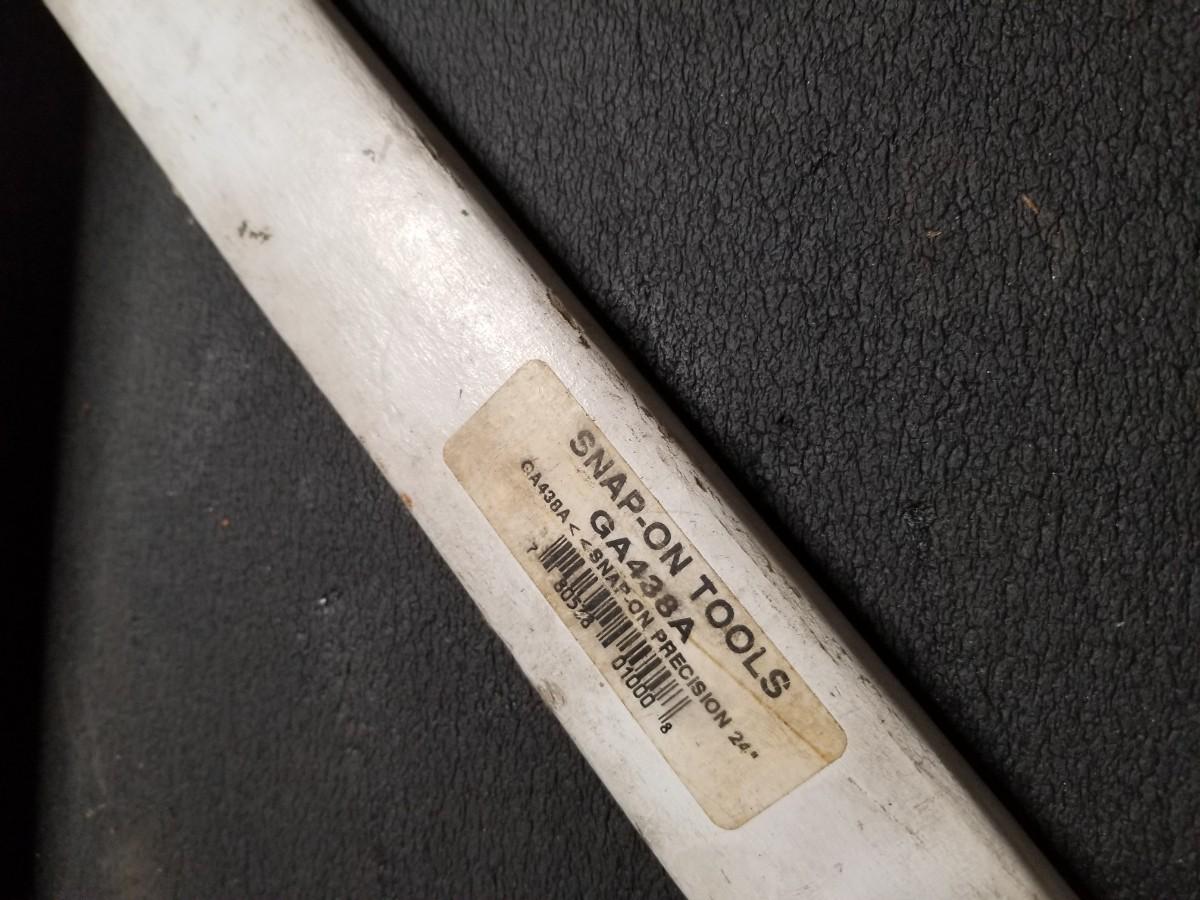 SNAP-ON TOOLS
GA438A
GA438A < <SNAP-ON PRECISION 24"
7 80528 01000 8